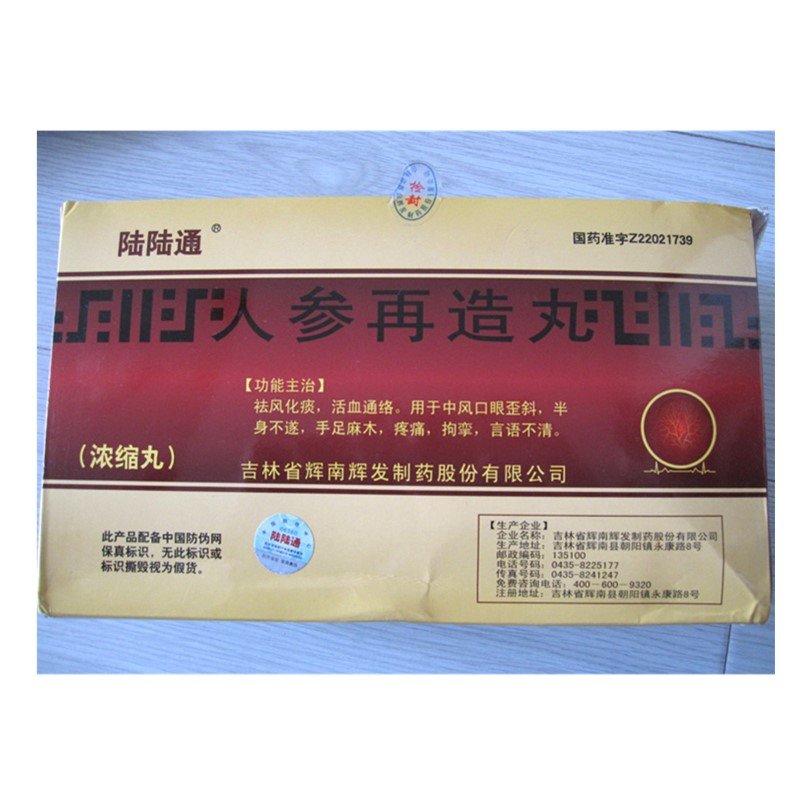 检封
陆陆通®
国药准字Z22021739
人参再造丸
【功能主治】
祛风化痰,活血通络。用于中风口眼歪斜,半
身不遂,手足麻木,疼痛,拘挛,言语不清。
(浓缩丸)
吉林省辉南辉发制药股份有限公司
此产品配备中国防伪网
保真标识,无此标识或
标识撕毁视为假货。
陆陆通
【生产企业】
企业名称:吉林省辉南辉发制药股份有限公司
生产地址:吉林省辉南县朝阳镇永康路8号
邮政编码:135100
电话号码:0435-8225177
传真号码:0435-8241247
免费咨询电话:400-600-9320
注册地址:吉林省辉南县朝阳镇永康路8号